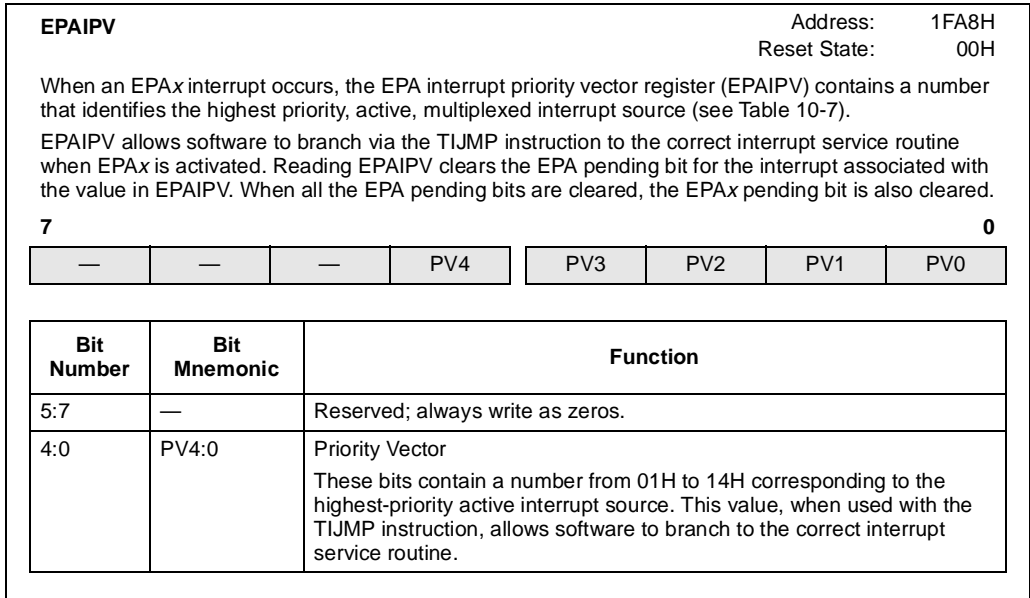 EPAIPV
Address: 1FA8H
Reset State: 00H
When an EPAx interrupt occurs, the EPA interrupt priority vector register (EPAIPV) contains a number
that identifies the highest priority, active, multiplexed interrupt source (see Table 10-7).
EPAIPV allows software to branch via the TIJMP instruction to the correct interrupt service routine
when EPAx is activated. Reading EPAIPV clears the EPA pending bit for the interrupt associated with
the value in EPAIPV. When all the EPA pending bits are cleared, the EPAx pending bit is also cleared.
7 0
— — — PV4 PV3 PV2 PV1 PV0
Bit Number Bit Mnemonic Function
5:7 — Reserved; always write as zeros.
4:0 PV4:0 Priority Vector
These bits contain a number from 01H to 14H corresponding to the
highest-priority active interrupt source. This value, when used with the
TIJMP instruction, allows software to branch to the correct interrupt
service routine.